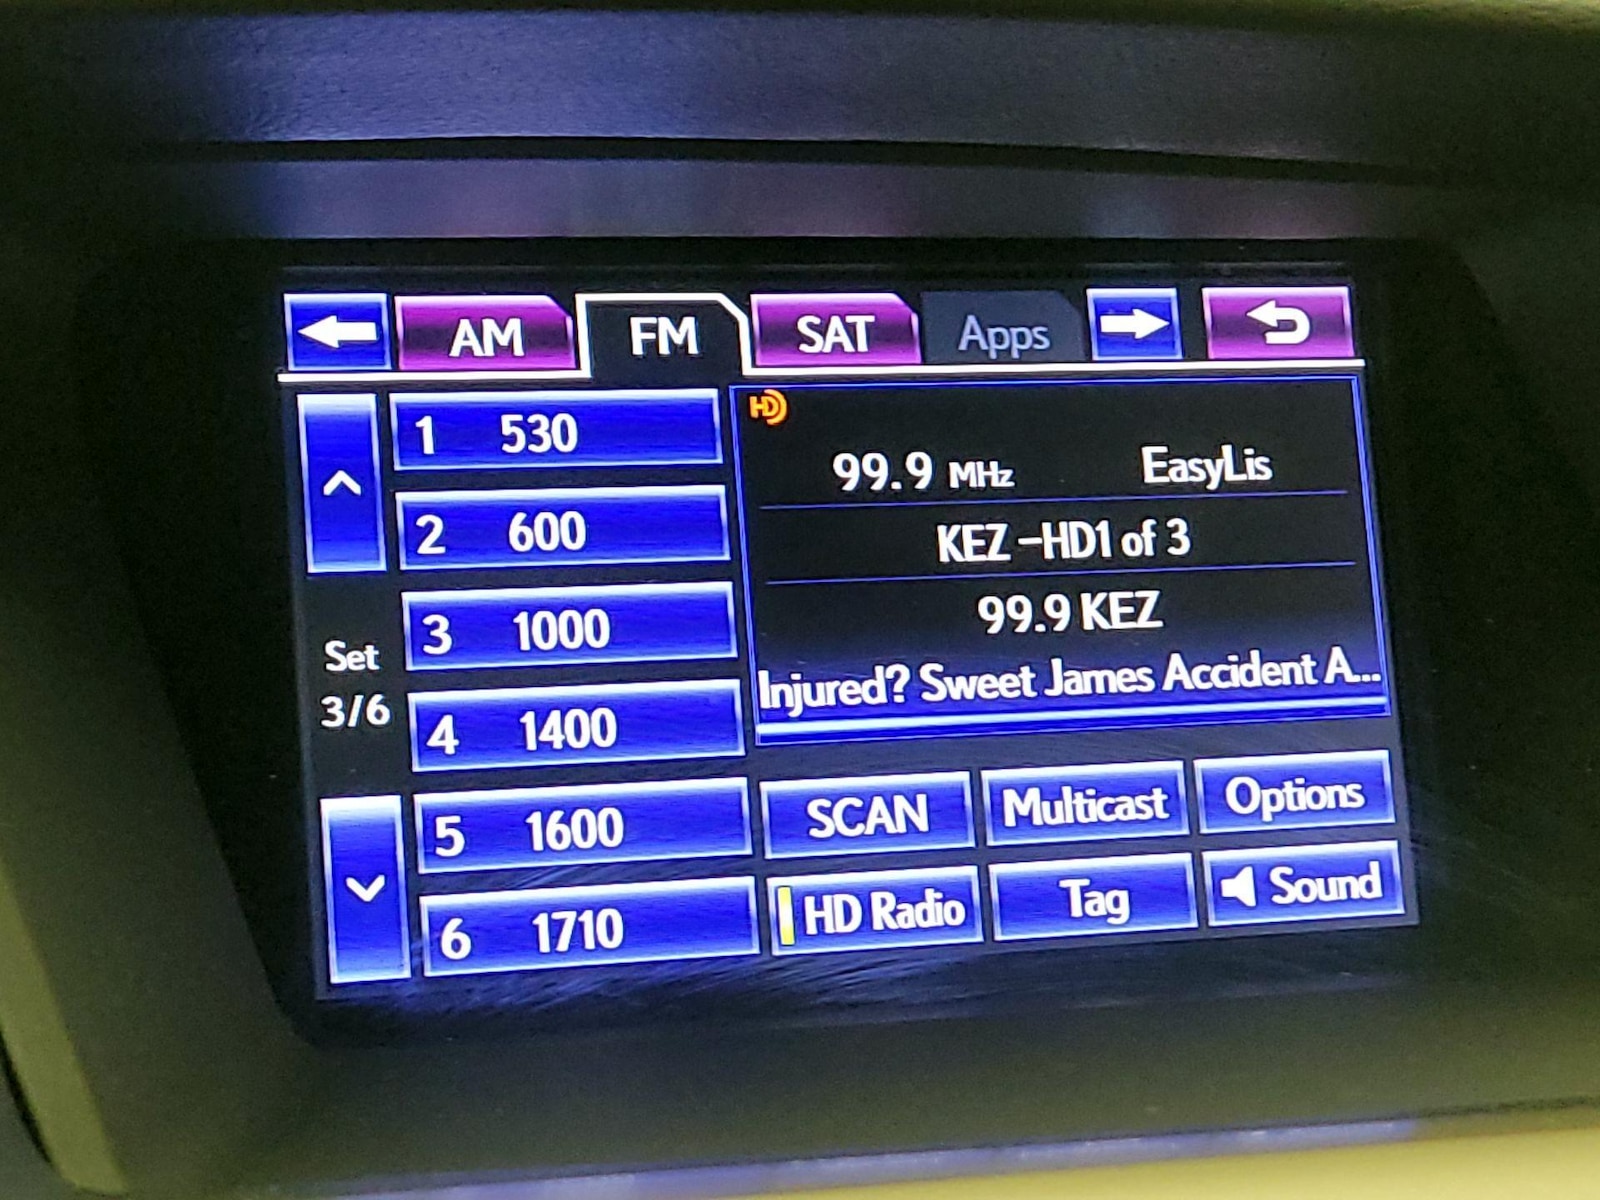 AM FM SAT Apps
HD
1 530
2 600
3 1000
4 1400
5 1600
6 1710
Set
3/6
99.9 MHz EasyLis
KEZ-HD1 of 3
99.9 KEZ
Injured? Sweet James Accident A...
SCAN Multicast Options
HD Radio Tag Sound